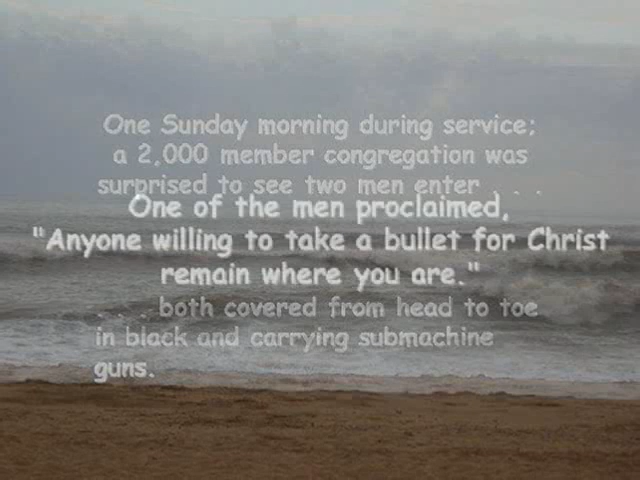 One Sunday morning during service;
a 2,000 member congregation was
surprised to see two men enter . . .
One of the men proclaimed,
"Anyone willing to take a bullet for Christ
remain where you are."
. . . both covered from head to toe
in black and carrying submachine
guns.